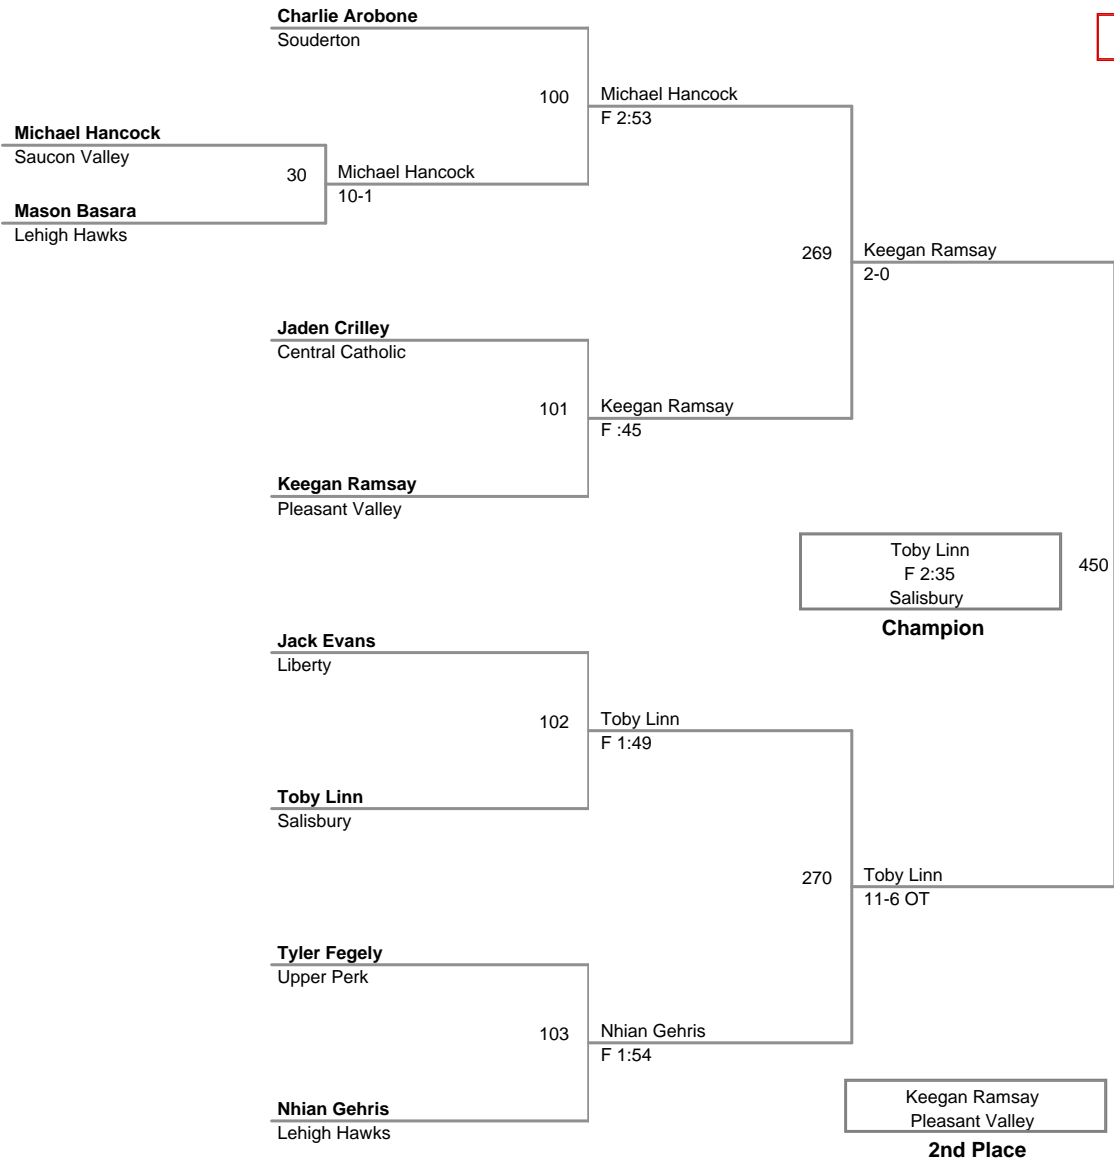 Charlie Arobone
Souderton
100
Michael Hancock
F 2:53
Michael Hancock
Saucon Valley
30
Michael Hancock
10-1
Mason Basara
Lehigh Hawks
269
Keegan Ramsay
2-0
Jaden Crilley
Central Catholic
101
Keegan Ramsay
F :45
Keegan Ramsay
Pleasant Valley
Toby Linn
F 2:35
Salisbury
450
Champion
Jack Evans
Liberty
102
Toby Linn
F 1:49
Toby Linn
Salisbury
270
Toby Linn
11-6 OT
Tyler Fegely
Upper Perk
103
Nhian Gehris
F 1:54
Nhian Gehris
Lehigh Hawks
Keegan Ramsay
Pleasant Valley
2nd Place